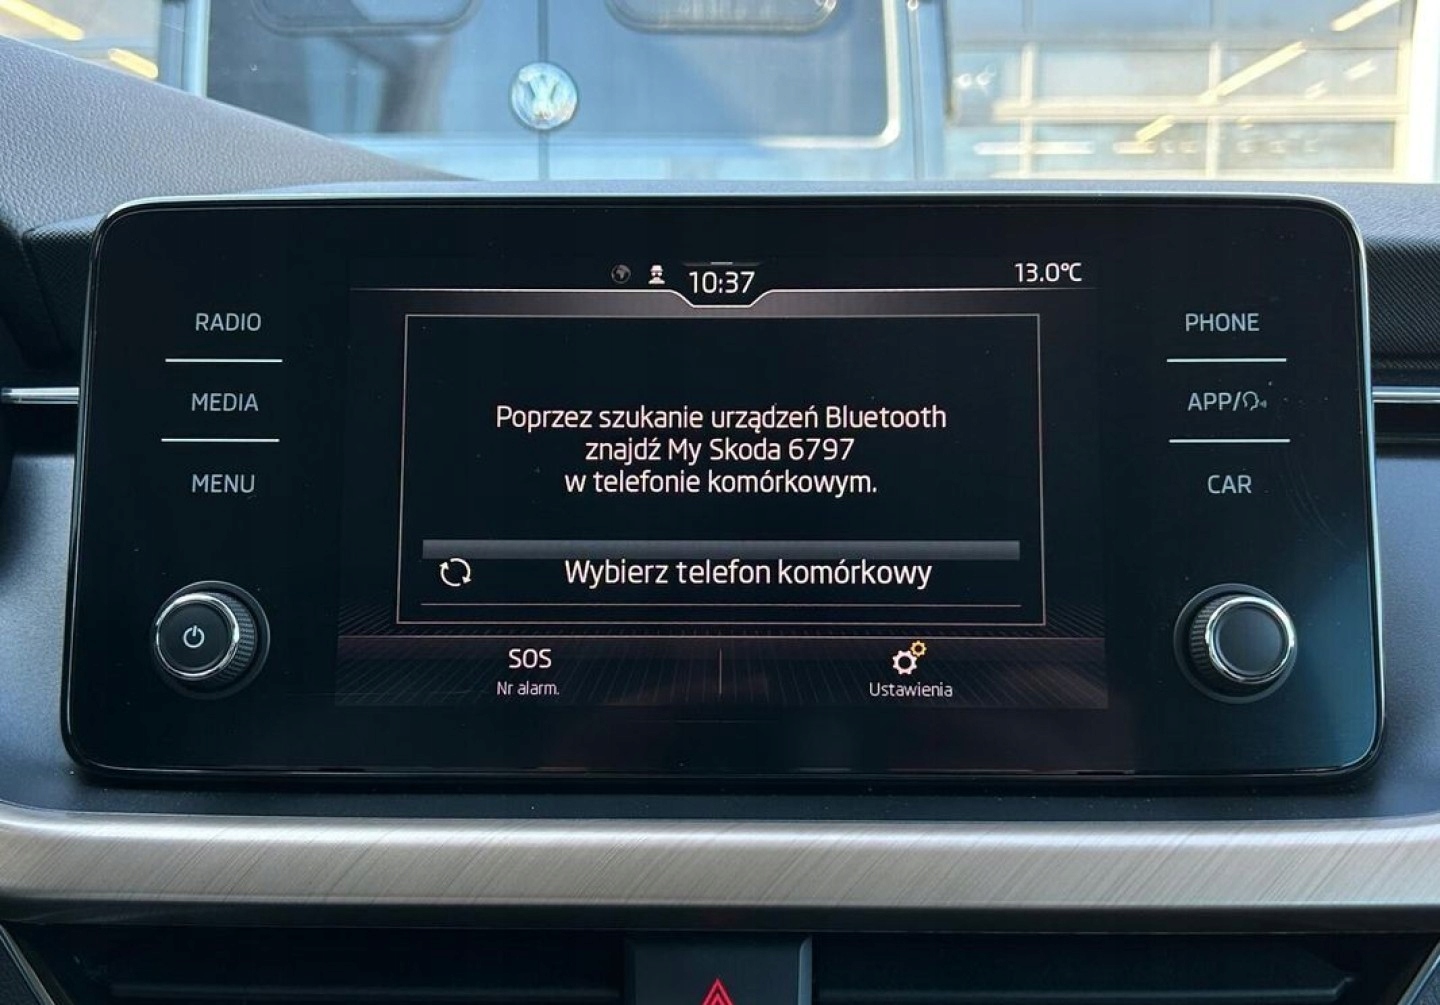 10:37
13.0°C
RADIO
MEDIA
MENU
PHONE
APP/
CAR
Poprzez szukanie urządzeń Bluetooth
znajdź My Skoda 6797
w telefonie komórkowym.
Wybierz telefon komórkowy
SOS
Nr alarm.
Ustawienia